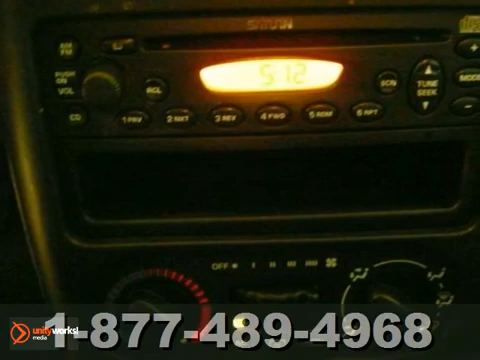 SATURN
AM FM
PUSH ON
VOL
RCL
5:12
SCN
TUNE
SEEK
+
MODE
-
CD
1 PRV
2 NXT
3 REV
4 FWD
5 RDM
6 RPT
OFF
unityworks!
media
1-877-489-4968